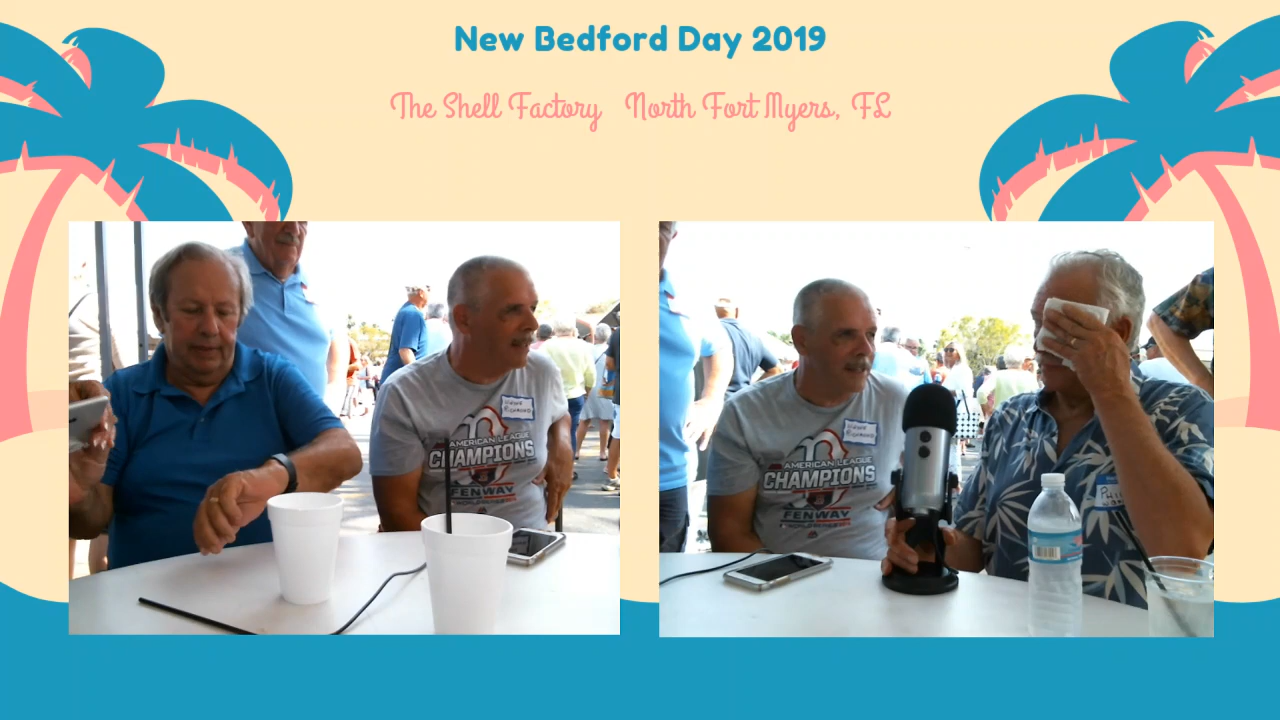 New Bedford Day 2019
The Shell Factory North Fort Myers, FL
AMERICAN LEAGUE
CHAMPIONS
FENWAY
AMERICAN LEAGUE
CHAMPIONS
FENWAY